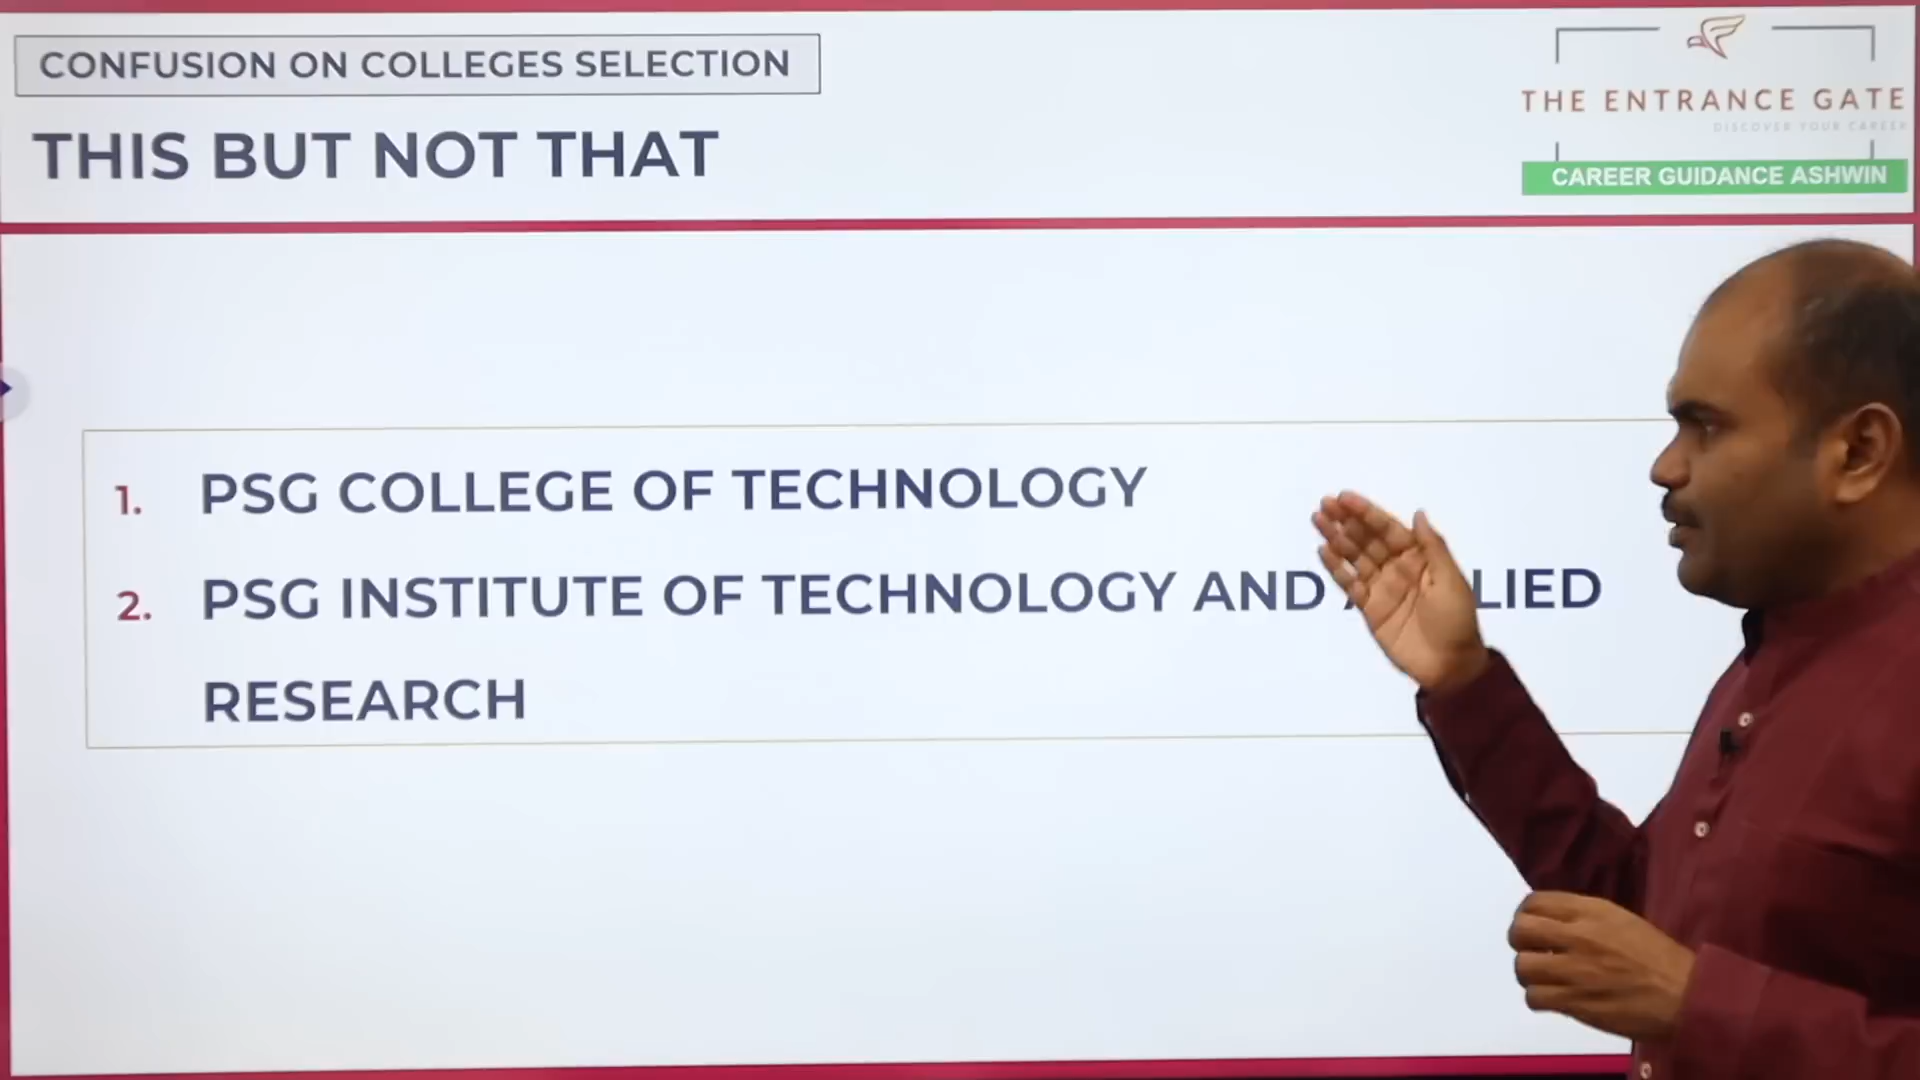 CONFUSION ON COLLEGES SELECTION
THIS BUT NOT THAT
THE ENTRANCE GATE
DISCOVER YOUR CAREER
CAREER GUIDANCE ASHWIN
1. PSG COLLEGE OF TECHNOLOGY
2. PSG INSTITUTE OF TECHNOLOGY AND LIED
RESEARCH